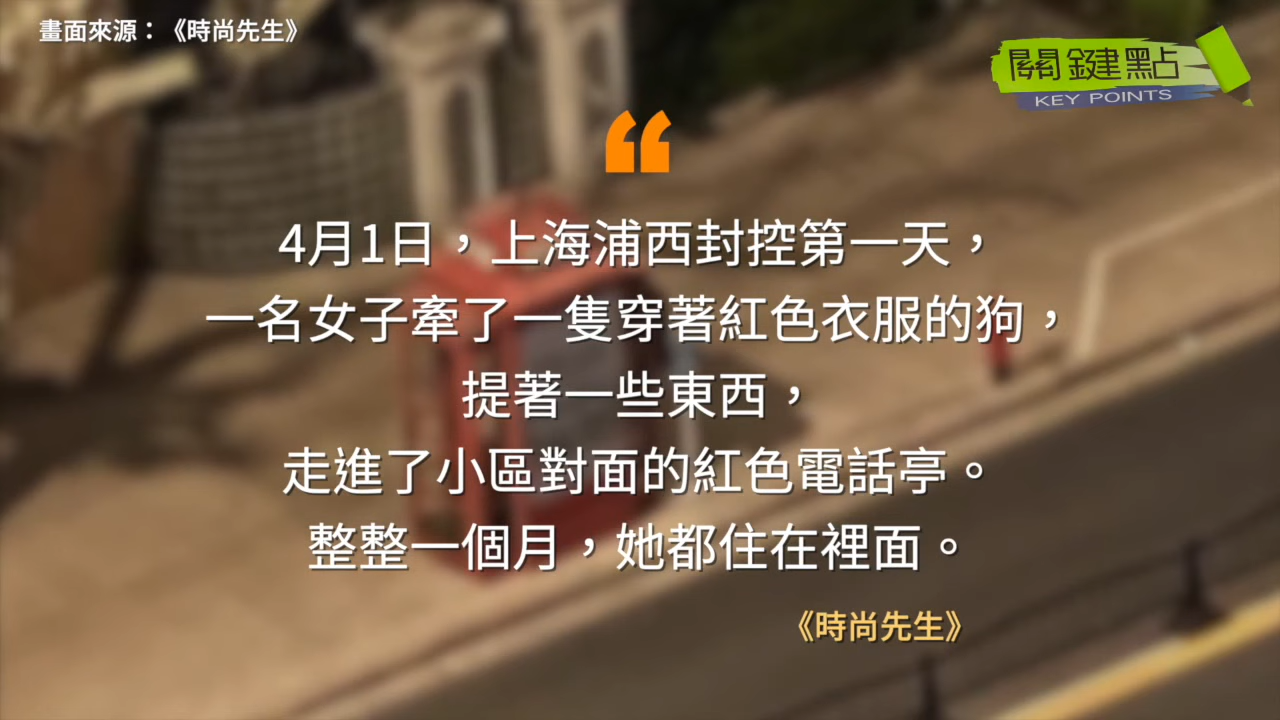 畫面來源：《時尚先生》
關鍵點
KEY POINTS
4月1日，上海浦西封控第一天，
一名女子牽了一隻穿著紅色衣服的狗，
提著一些東西，
走進了小區對面的紅色電話亭。
整整一個月，她都住在裡面。
《時尚先生》